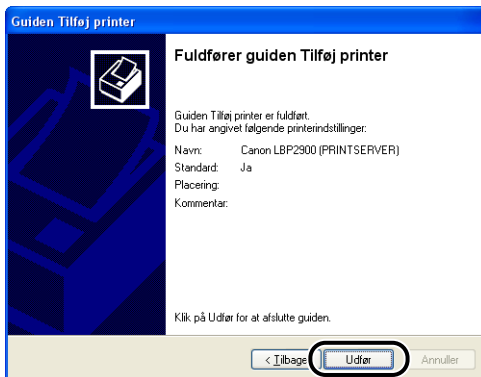 Guiden Tilføj printer
Fuldfører guiden Tilføj printer
Guiden Tilføj printer er fuldført.
Du har angivet følgende printerindstillinger:
Navn: Canon LBP2900 (PRINTSERVER)
Standard: Ja
Placering:
Kommentar:
Klik på Udfør for at afslutte guiden.
< Tilbage Udfør Annuller